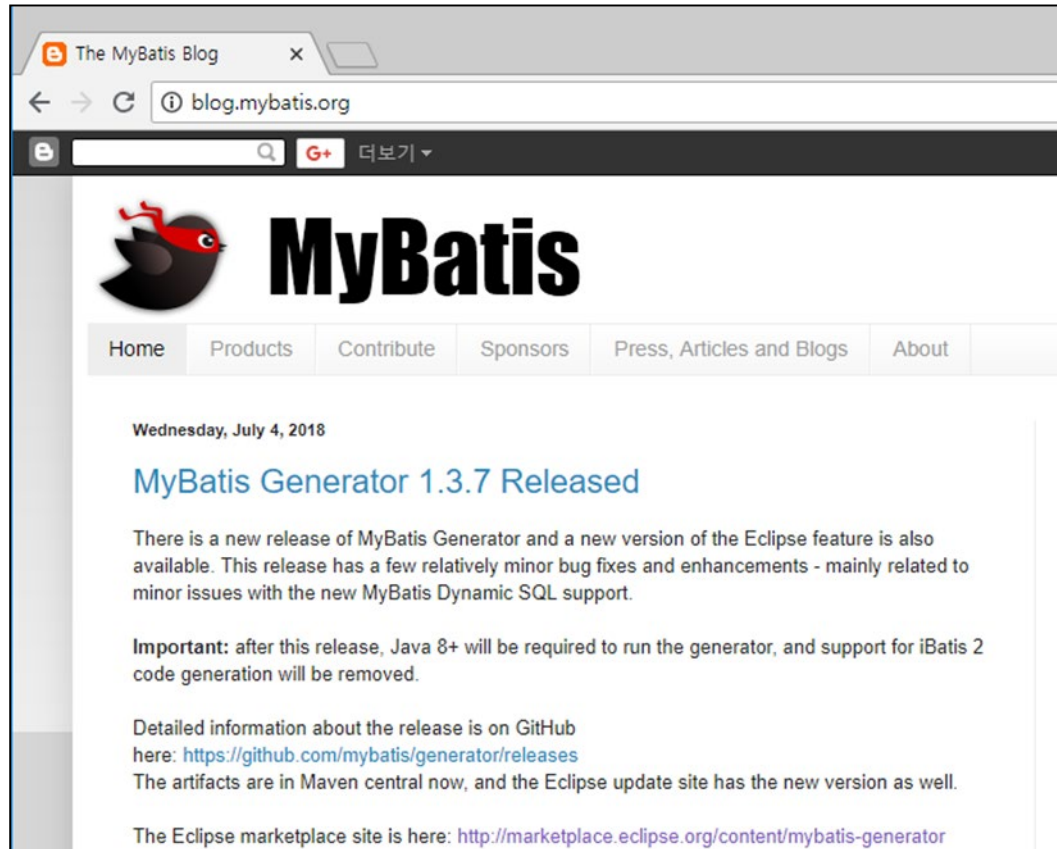 The MyBatis Blog
blog.mybatis.org
G+ 더보기
MyBatis
Home Products Contribute Sponsors Press, Articles and Blogs About
Wednesday, July 4, 2018
MyBatis Generator 1.3.7 Released
There is a new release of MyBatis Generator and a new version of the Eclipse feature is also
available. This release has a few relatively minor bug fixes and enhancements - mainly related to
minor issues with the new MyBatis Dynamic SQL support.
Important: after this release, Java 8+ will be required to run the generator, and support for iBatis 2
code generation will be removed.
Detailed information about the release is on GitHub
here: https://github.com/mybatis/generator/releases
The artifacts are in Maven central now, and the Eclipse update site has the new version as well.
The Eclipse marketplace site is here: http://marketplace.eclipse.org/content/mybatis-generator